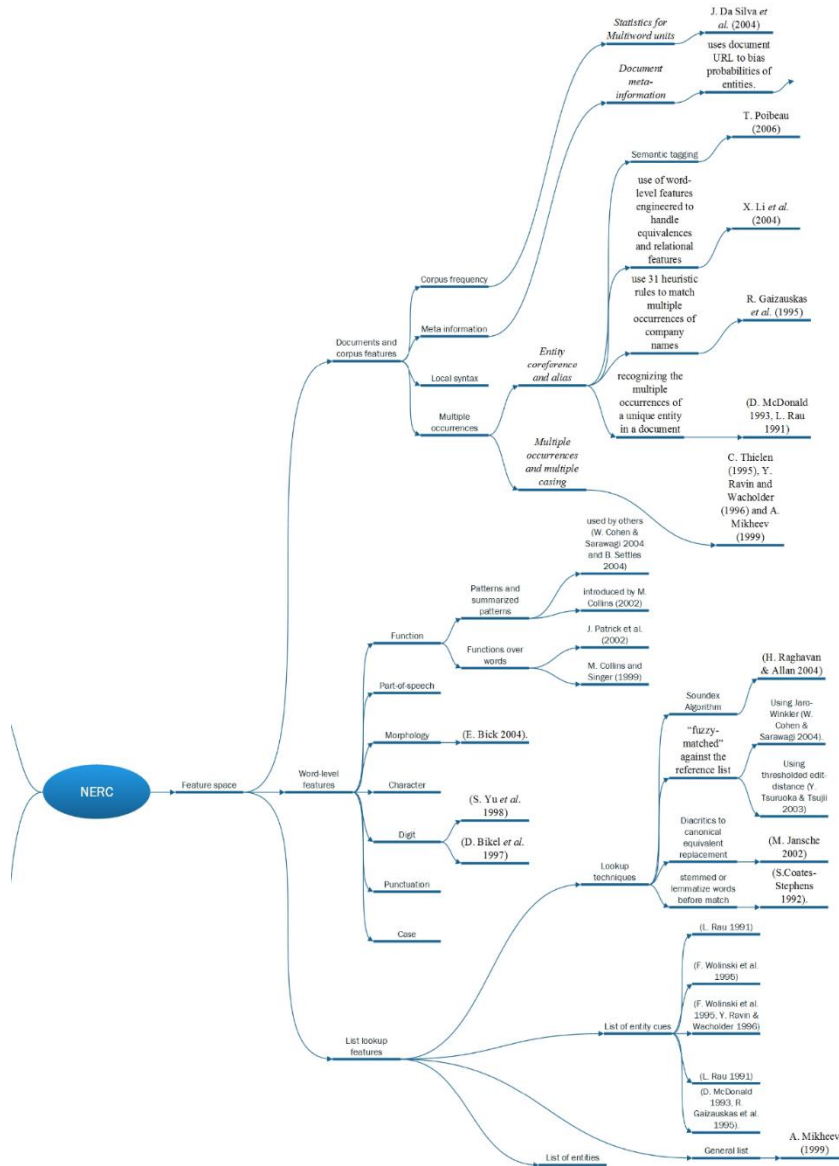 Statistics for
Multiword units
J. Da Silva et
al. (2004)
Document
meta-
information
uses document
URL to bias
probabilities of
entities.
T. Poibeau
(2006)
Semantic tagging
use of word-
level features
engineered to
handle
equivalences
and relational
features
X. Li et al.
(2004)
Corpus frequency
use 31 heuristic
rules to match
multiple
occurrences of
company
names
R. Gaizauskas
et al. (1995)
Meta information
Documents and
corpus features
Entity
coreference
and alias
Local syntax
recognizing the
multiple
occurrences of
a unique entity
in a document
(D. McDonald
1993, L. Rau
1991)
Multiple
occurrences
Multiple
occurrences
and multiple
casing
C. Thielen
(1995), Y.
Ravin and
Wacholder
(1996) and A.
Mikheev
(1999)
used by others
(W. Cohen &
Sarawagi 2004
and B. Settles
2004)
Patterns and
summarized
patterns
introduced by M.
Collins (2002)
Function
J. Patrick et al.
(2002)
Functions over
words
M. Collins and
Singer (1999)
Part-of-speech
(H. Raghavan
& Allan 2004)
Soundex
Algorithm
Using Jaro-
Winkler (W.
Cohen &
Sarawagi 2004).
Morphology
(E. Bick 2004).
"fuzzy-
matched"
against the
reference list
NERC
Feature space
Word-level
features
Character
Using
thresholded edit-
distance (Y.
Tsuruoka & Tsujii
2003)
(S. Yu et al.
1998)
Digit
(D. Bikel et al.
1997)
Diacritics to
canonical
equivalent
replacement
(M. Jansche
2002)
Lookup
techniques
Punctuation
stemmed or
lemmatize words
before match
(S.Coates-
Stephens
1992).
Case
(L. Rau 1991)
(F. Wolinski et al.
1995)
List of entity cues
(F. Wolinski et al.
1995, Y. Ravin &
Wacholder 1996)
List lookup
features
(L. Rau 1991)
(D. McDonald
1993, R.
Gaizauskas et al.
1995).
General list
A. Mikheev
(1999)
List of entities